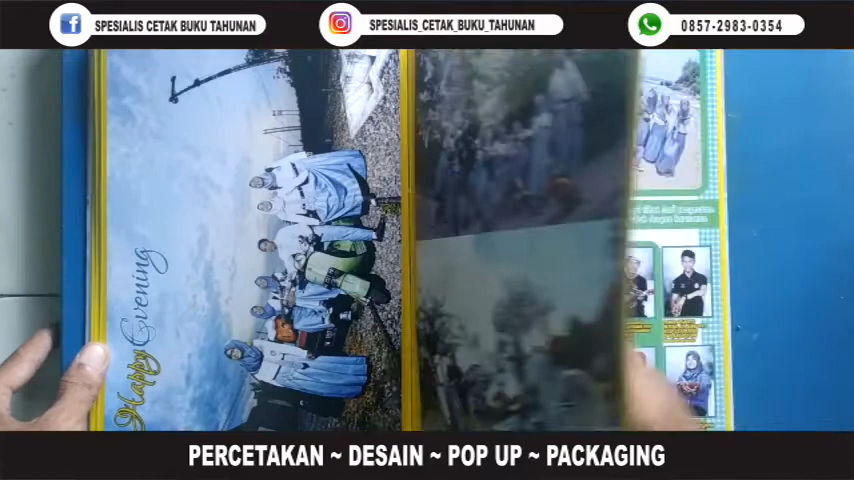 SPESIALIS CETAK BUKU TAHUNAN
SPESIALIS_CETAK_BUKU_TAHUNAN
0857-2983-0354
Happy Evening
PERCETAKAN ~ DESAIN ~ POP UP ~ PACKAGING